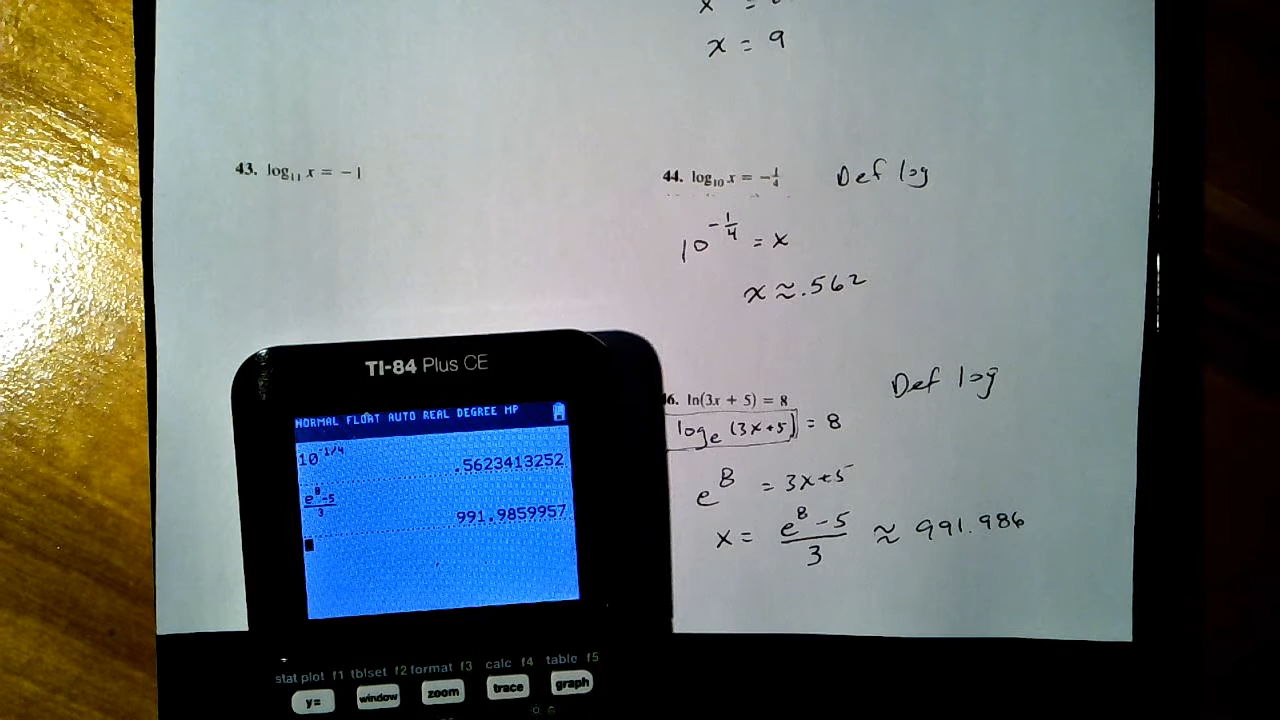 x =
x = 9
43. log₁₁ x = −1
44. log₁₀ x = −1/4
Def log
10^(-1/4) = x
x ≈ .562
Def log
6. ln(3x + 5) = 8
log_e (3x+5) = 8
e^8 = 3x+5
x = (e^8 - 5)/3 ≈ 991.986
TI-84 Plus CE
NORMAL FLOAT AUTO REAL DEGREE MP
10^(-1/4)
.5623413252
(e^8-5)/3
991.9859957
stat plot f1 tblset f2 format f3 calc f4 table f5
y= window zoom trace graph